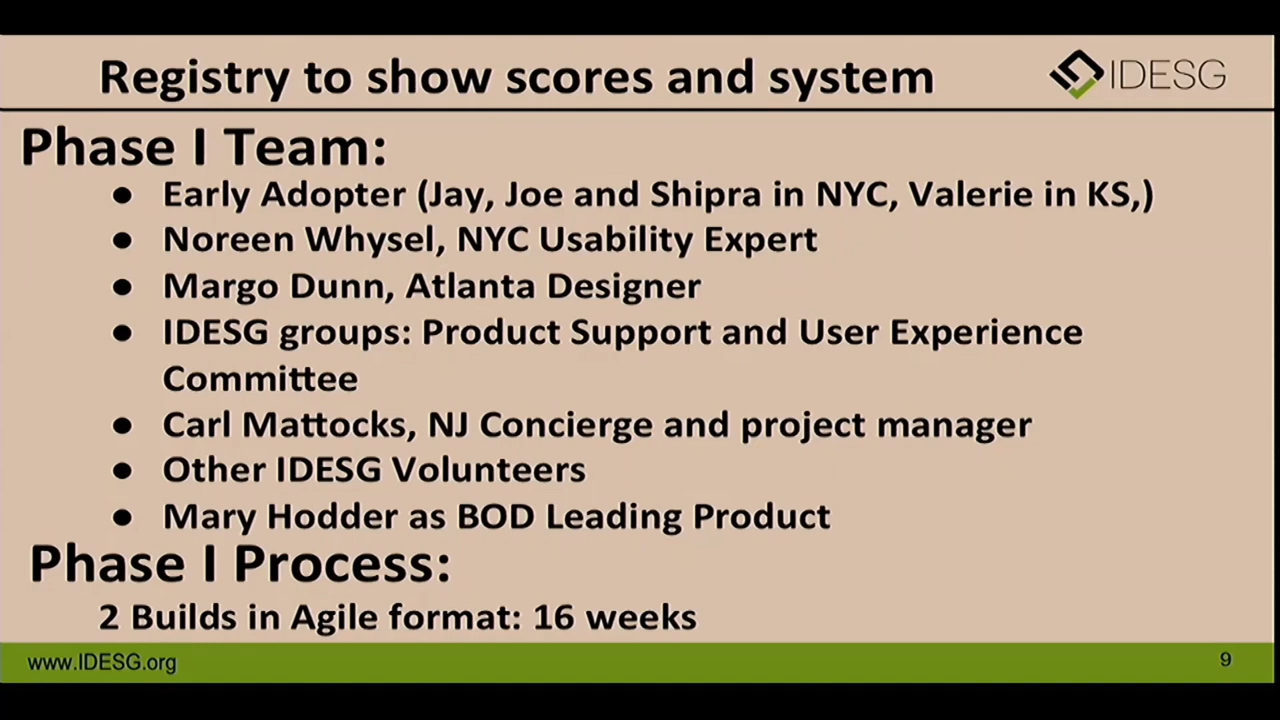 Registry to show scores and system
IDESG
Phase I Team:
● Early Adopter (Jay, Joe and Shipra in NYC, Valerie in KS,)
● Noreen Whysel, NYC Usability Expert
● Margo Dunn, Atlanta Designer
● IDESG groups: Product Support and User Experience
Committee
● Carl Mattocks, NJ Concierge and project manager
● Other IDESG Volunteers
● Mary Hodder as BOD Leading Product
Phase I Process:
2 Builds in Agile format: 16 weeks
www.IDESG.org
9